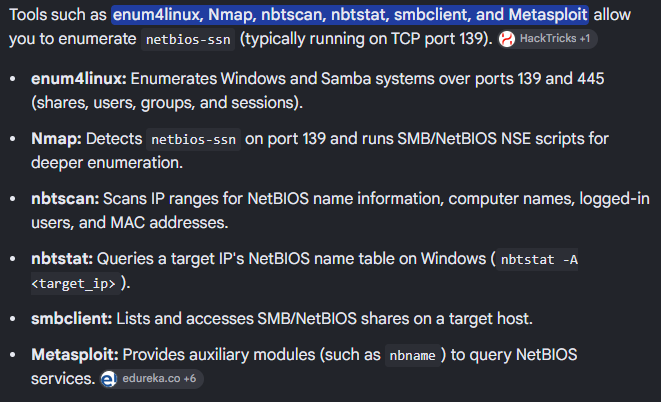 Tools such as enum4linux, Nmap, nbtscan, nbtstat, smbclient, and Metasploit allow
you to enumerate netbios-ssn (typically running on TCP port 139). HackTricks +1
• enum4linux: Enumerates Windows and Samba systems over ports 139 and 445
(shares, users, groups, and sessions).
• Nmap: Detects netbios-ssn on port 139 and runs SMB/NetBIOS NSE scripts for
deeper enumeration.
• nbtscan: Scans IP ranges for NetBIOS name information, computer names, logged-in
users, and MAC addresses.
• nbtstat: Queries a target IP's NetBIOS name table on Windows ( nbtstat -A
<target_ip> ).
• smbclient: Lists and accesses SMB/NetBIOS shares on a target host.
• Metasploit: Provides auxiliary modules (such as nbname ) to query NetBIOS
services. edureka.co +6